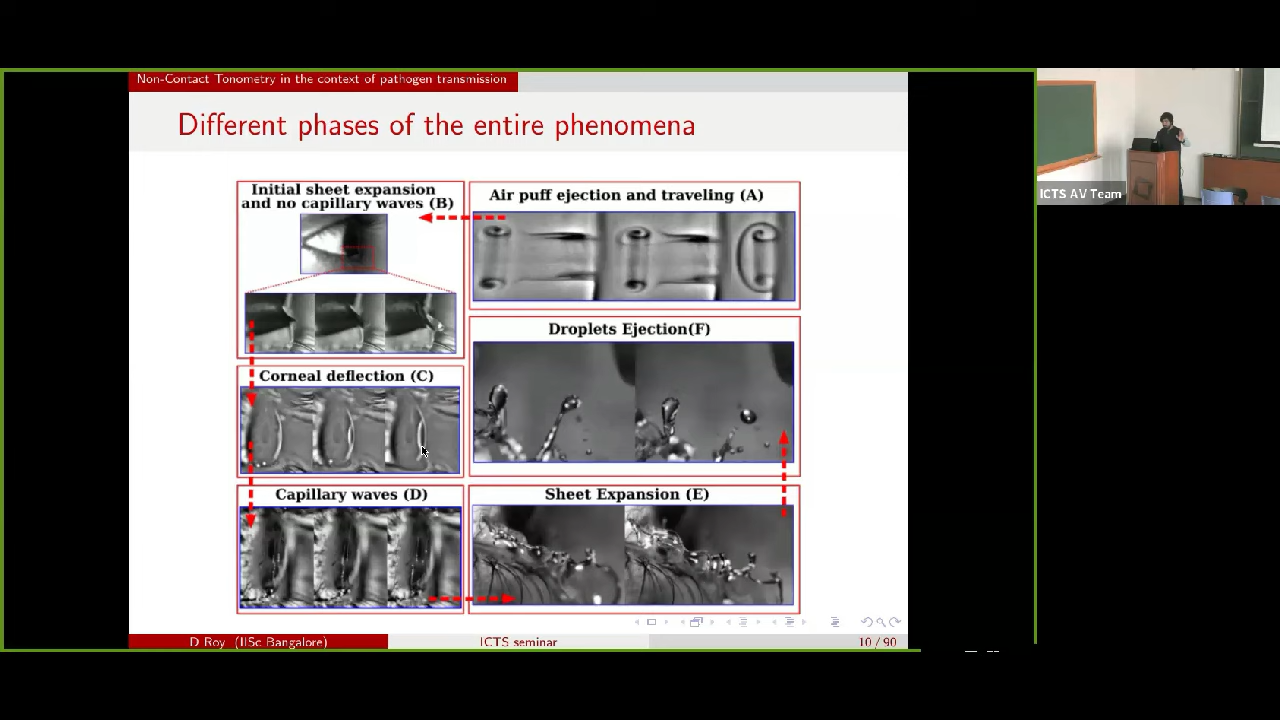 Non-Contact Tonometry in the context of pathogen transmission
Different phases of the entire phenomena
Initial sheet expansion
and no capillary waves (B)
Air puff ejection and traveling (A)
Droplets Ejection(F)
Corneal deflection (C)
Capillary waves (D)
Sheet Expansion (E)
D Roy (IISc Bangalore)
ICTS seminar
10 / 90
ICTS AV Team